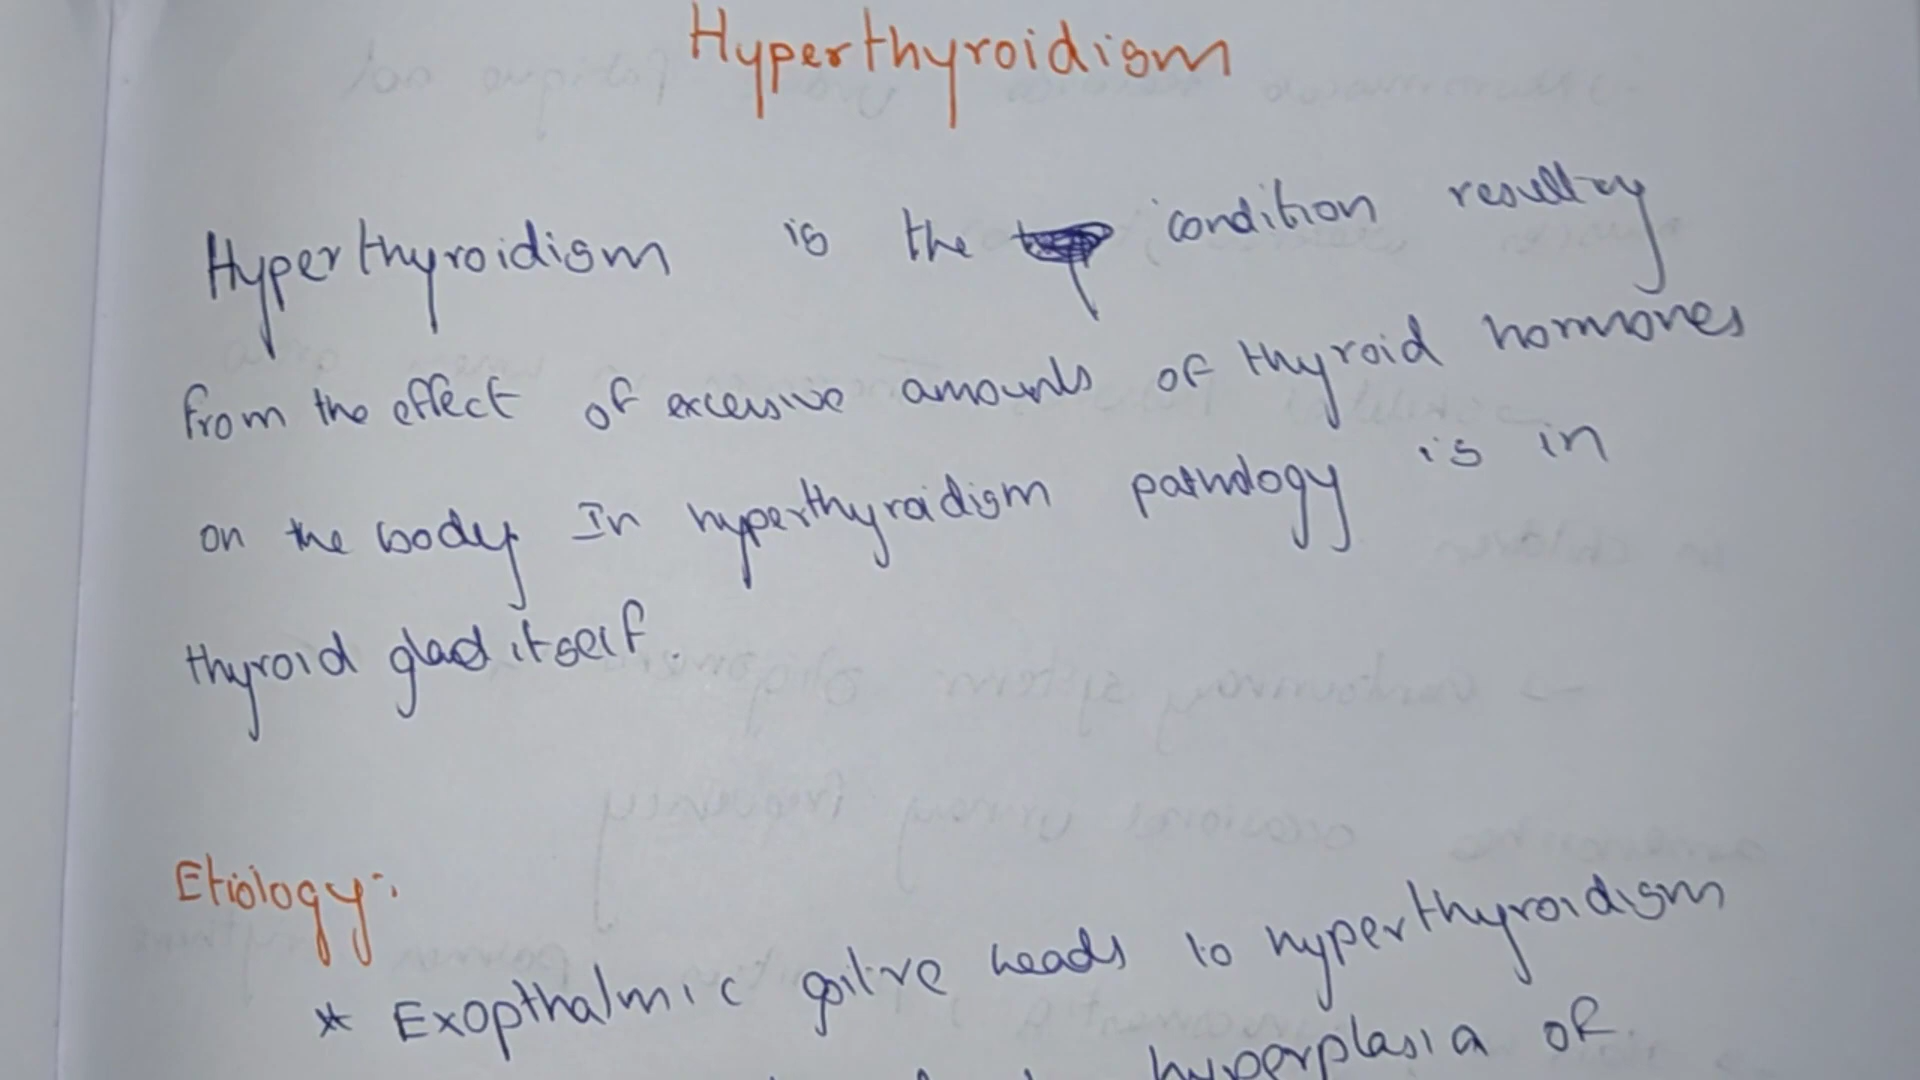 Hyperthyroidism
Hyperthyroidism is the condition resulting
from the effect of excessive amounts of thyroid hormones
on the body. In hyperthyroidism pathology is in
thyroid glad itself.
Etiology:
* Exopthalmic goitre leads to hyperthyroidism
hyperplasia of